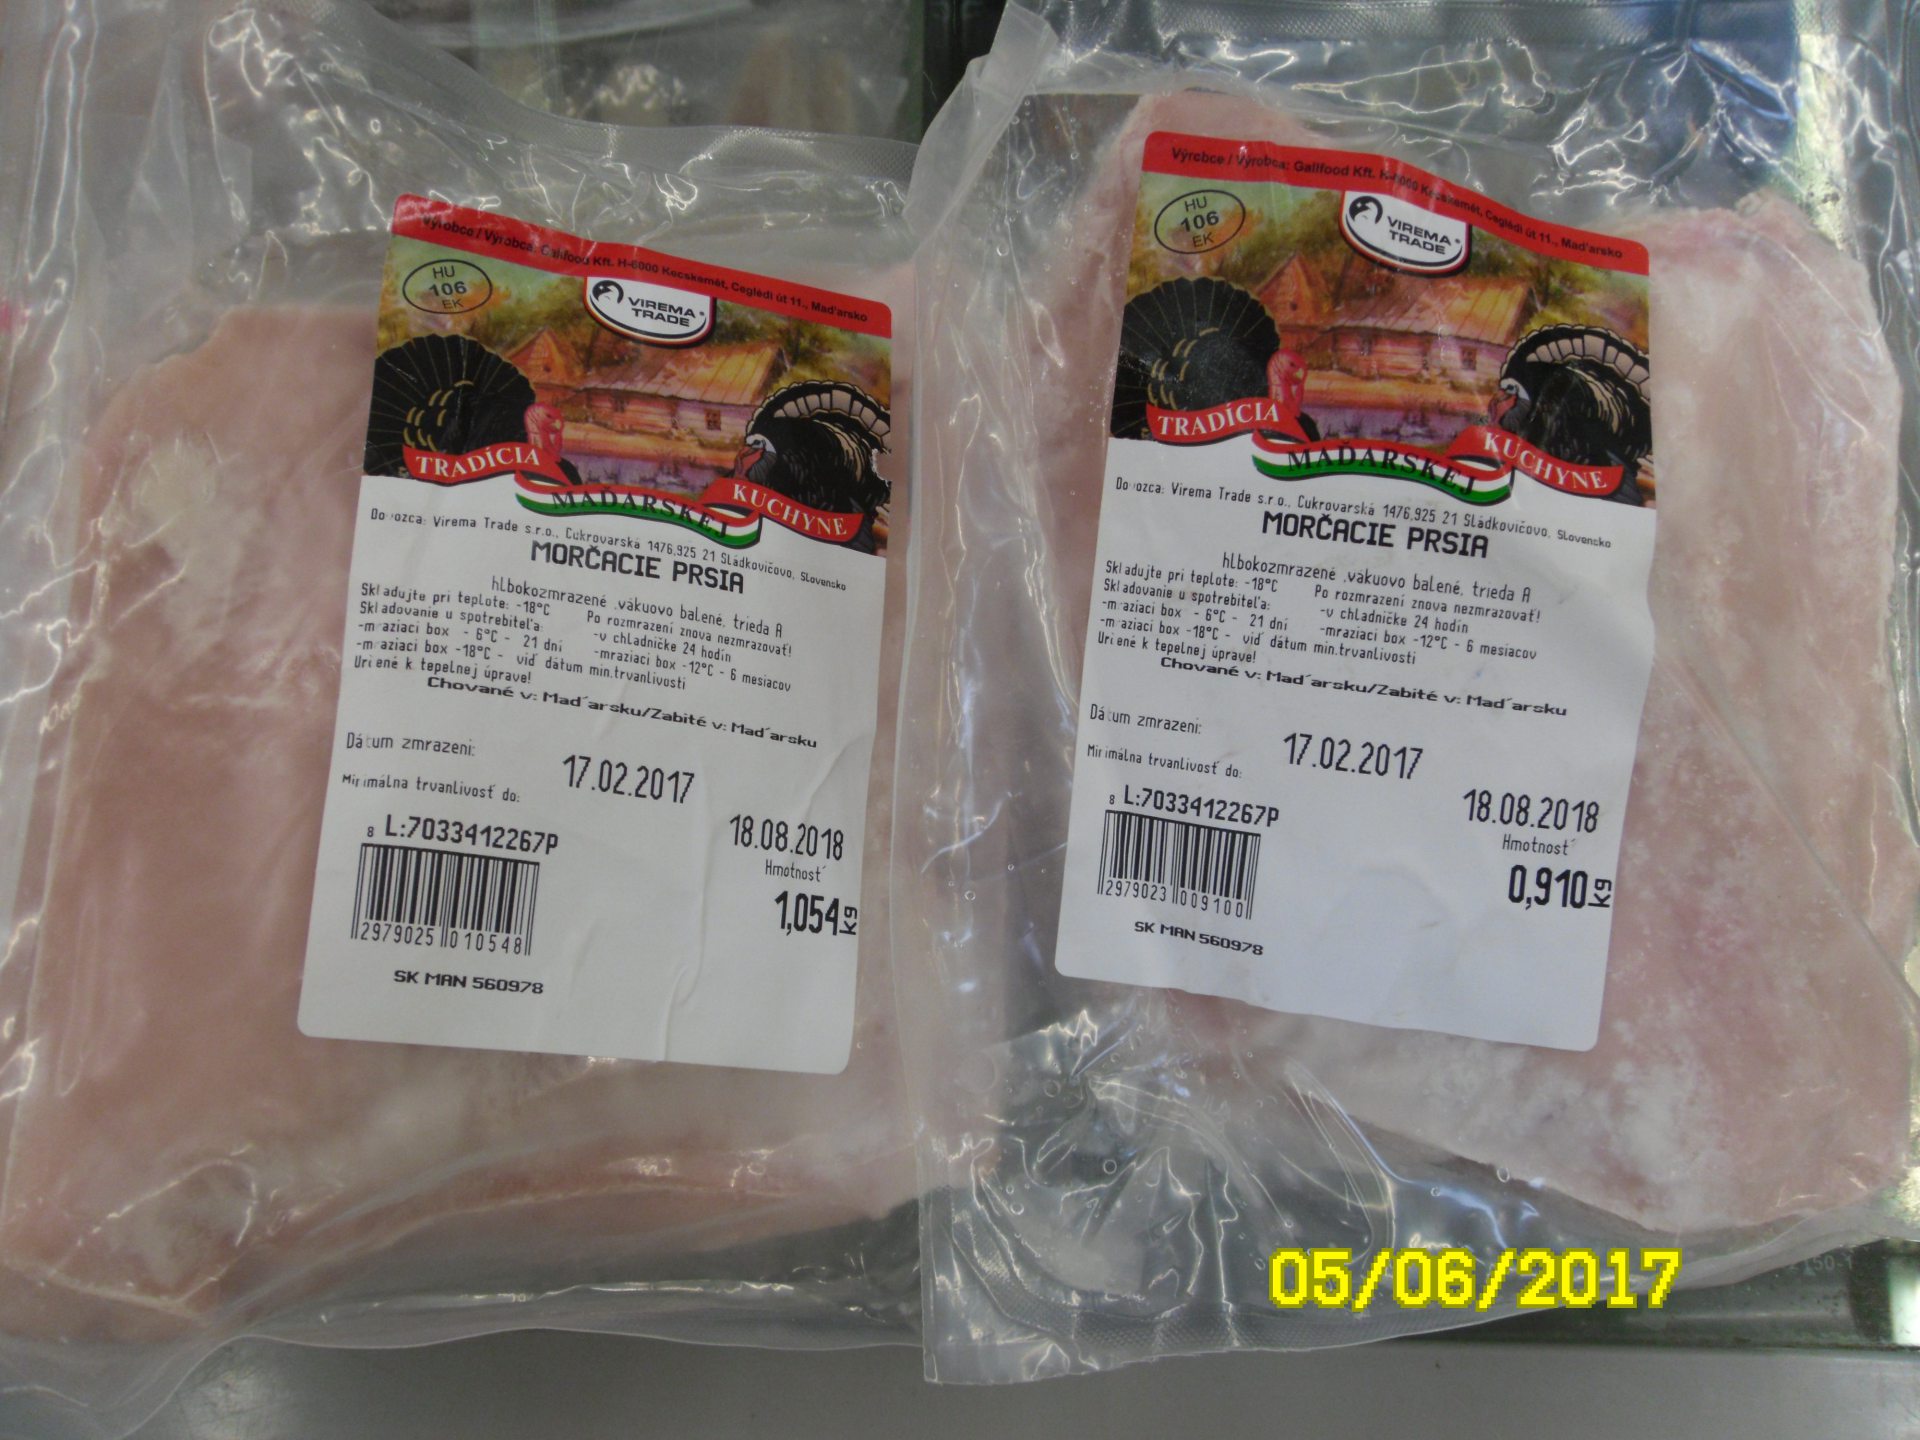 Výrobce / Výrobca: Gallfood Kft. H-6000 Kecskemét, Ceglédi út 11., Maďarsko
HU
106
EK
VIREMA
TRADE
TRADÍCIA
MAĎARSKEJ
KUCHYNE
Dovozca: Virema Trade s.r.o., Cukrovarská 1476,925 21 Sládkovičovo, Slovensko
MORČACIE PRSIA
hlbokozmrazené ,vákuovo balené, trieda A
Skladujte pri teplote: -18°C Po rozmrazení znova nezmrazovať!
Skladovanie u spotrebiteľa: -v chladničke 24 hodín
-mraziaci box - 6°C - 21 dní -mraziaci box -12°C - 6 mesiacov
-mraziaci box -18°C - viď dátum min.trvanlivosti
Určené k tepelnej úprave!
Chované v: Maďarsku/Zabité v: Maďarsku
Dátum zmrazení: 17.02.2017
Minimálna trvanlivosť do: 18.08.2018
8 L:7033412267P
Hmotnosť
1,054 kg
2979025 010548
SK MAN 560978
Výrobce / Výrobca: Gallfood Kft. H-6000 Kecskemét, Ceglédi út 11., Maďarsko
HU
106
EK
VIREMA
TRADE
TRADÍCIA
MAĎARSKEJ
KUCHYNE
Dovozca: Virema Trade s.r.o., Cukrovarská 1476,925 21 Sládkovičovo, Slovensko
MORČACIE PRSIA
hlbokozmrazené ,vákuovo balené, trieda A
Skladujte pri teplote: -18°C Po rozmrazení znova nezmrazovať!
Skladovanie u spotrebiteľa: -v chladničke 24 hodín
-mraziaci box - 6°C - 21 dní -mraziaci box -12°C - 6 mesiacov
-mraziaci box -18°C - viď dátum min.trvanlivosti
Určené k tepelnej úprave!
Chované v: Maďarsku/Zabité v: Maďarsku
Dátum zmrazení: 17.02.2017
Minimálna trvanlivosť do: 18.08.2018
8 L:7033412267P
Hmotnosť
0,910 kg
2979023 009100
SK MAN 560978
05/06/2017